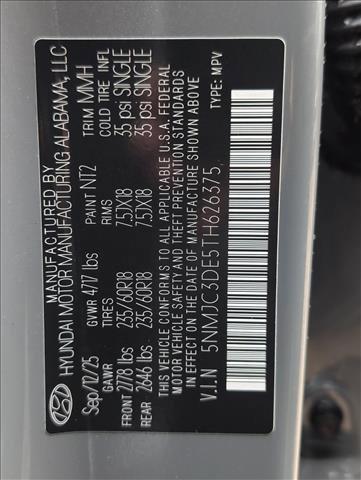 MANUFACTURED BY
HYUNDAI MOTOR MANUFACTURING ALABAMA, LLC
Sep/12/25 GVWR 4717 lbs PAINT NT2 TRIM MMH
GAWR TIRES RIMS COLD TIRE INFL
FRONT 2778 lbs 235/60R18 7.5JX18 35 psi SINGLE
REAR 2646 lbs 235/60R18 7.5JX18 35 psi SINGLE
THIS VEHICLE CONFORMS TO ALL APPLICABLE U.S.A. FEDERAL
MOTOR VEHICLE SAFETY AND THEFT PREVENTION STANDARDS
IN EFFECT ON THE DATE OF MANUFACTURE SHOWN ABOVE.
V.I.N 5NMJC3DE5TH626375 TYPE: MPV